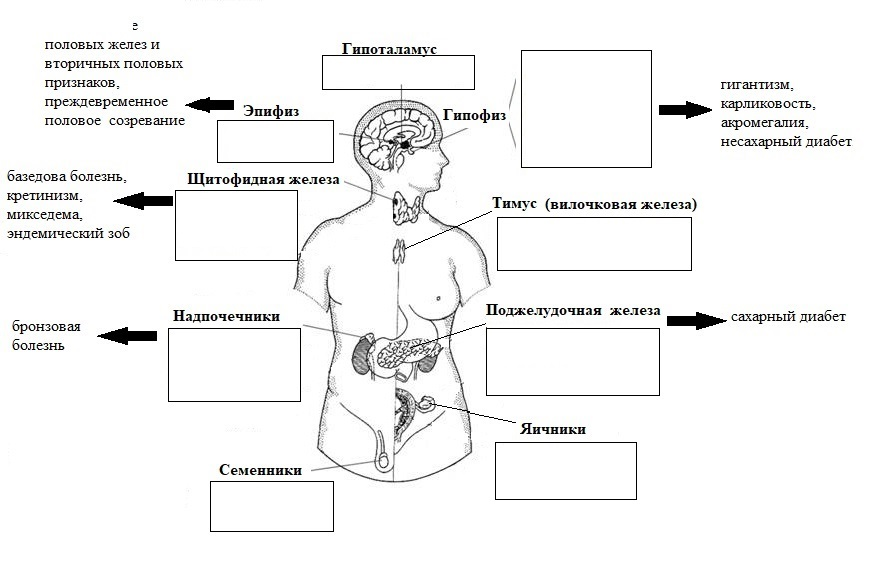 е
половых желез и
вторичных половых
признаков,
преждевременное
половое созревание
Гипоталамус
Эпифиз
Гипофиз
гигантизм,
карликовость,
акромегалия,
несахарный диабет
базедова болезнь,
кретинизм,
микседема,
эндемический зоб
Щитофидная железа
Тимус (вилочковая железа)
бронзовая
болезнь
Надпочечники
Поджелудочная железа
сахарный диабет
Яичники
Семенники